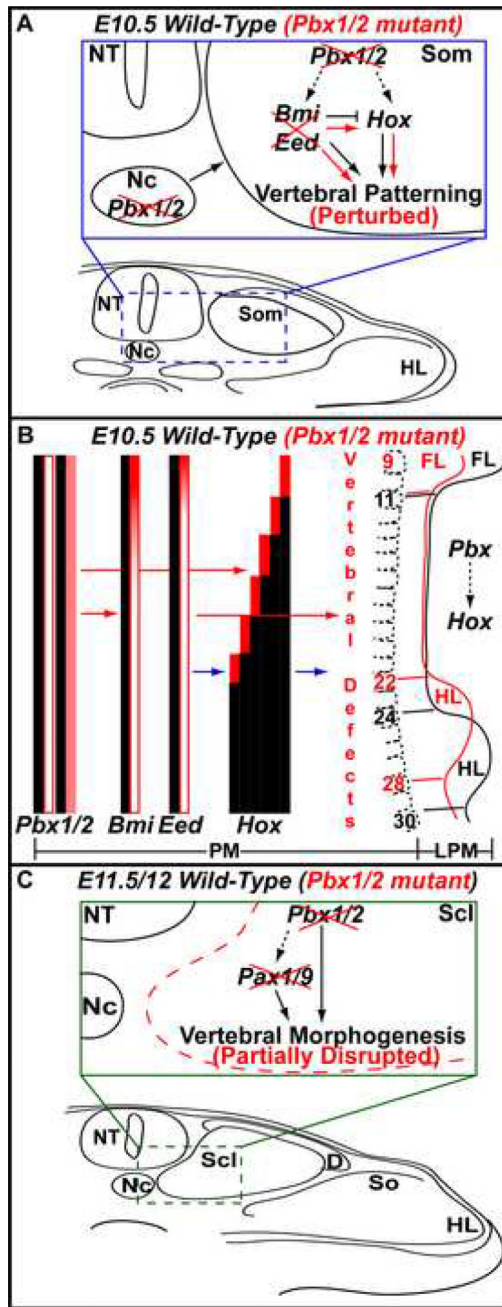 A E10.5 Wild-Type (Pbx1/2 mutant)
NT Pbx1/2 Som
Bmi Hox
Eed
Nc
Pbx1/2 Vertebral Patterning
(Perturbed)
NT Som
Nc
HL
B E10.5 Wild-Type (Pbx1/2 mutant)
Vertebral Defects
9 FL FL
11
Pbx
Hox
22
HL
24
HL
28
30
Pbx1/2 Bmi Eed Hox
PM LPM
C E11.5/12 Wild-Type (Pbx1/2 mutant)
NT Pbx1/2 Scl
Pax1/9
Nc
Vertebral Morphogenesis
(Partially Disrupted)
NT
Scl D
Nc So
HL